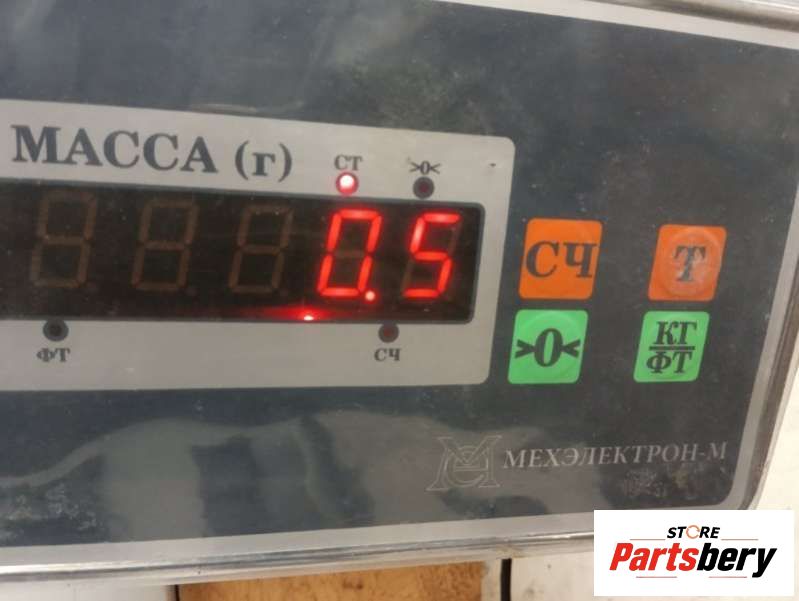 МАССА (г)
СТ
>0<
0.5
ФТ
СЧ
СЧ
Т
>0<
КГ
ФТ
МЕХЭЛЕКТРОН-М
STORE
Partsbery